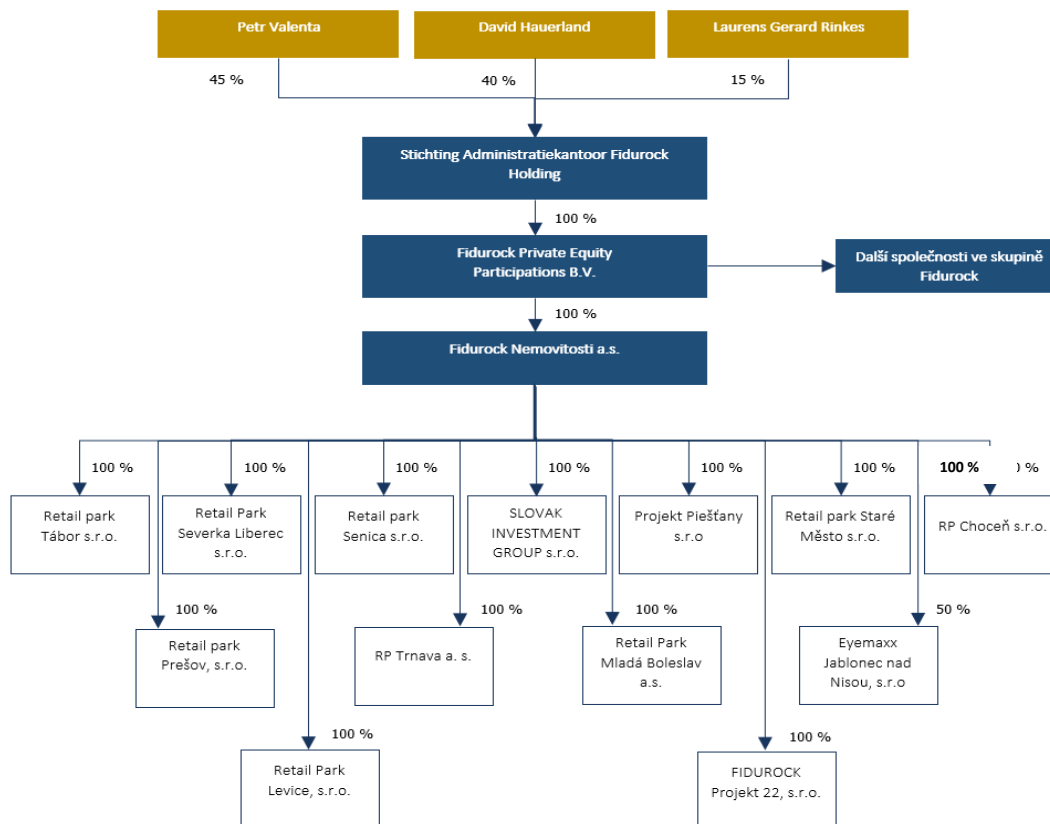 Petr Valenta
David Hauerland
Laurens Gerard Rinkes
45 %
40 %
15 %
Stichting Administratiekantoor Fidurock
Holding
100 %
Fidurock Private Equity
Participations B.V.
Další společnosti ve skupině
Fidurock
100 %
Fidurock Nemovitosti a.s.
100 %
100 %
100 %
100 %
100 %
100 %
100 %
Retail park
Tábor s.r.o.
Retail Park
Severka Liberec
s.r.o.
Retail park
Senica s.r.o.
SLOVAK
INVESTMENT
GROUP s.r.o.
Projekt Piešťany
s.r.o
Retail park Staré
Město s.r.o.
RP Choceň s.r.o.
100 %
100 %
100 %
50 %
Retail park
Prešov, s.r.o.
RP Trnava a. s.
Retail Park
Mladá Boleslav
a.s.
Eyemaxx
Jablonec nad
Nisou, s.r.o
100 %
100 %
Retail Park
Levice, s.r.o.
FIDUROCK
Projekt 22, s.r.o.